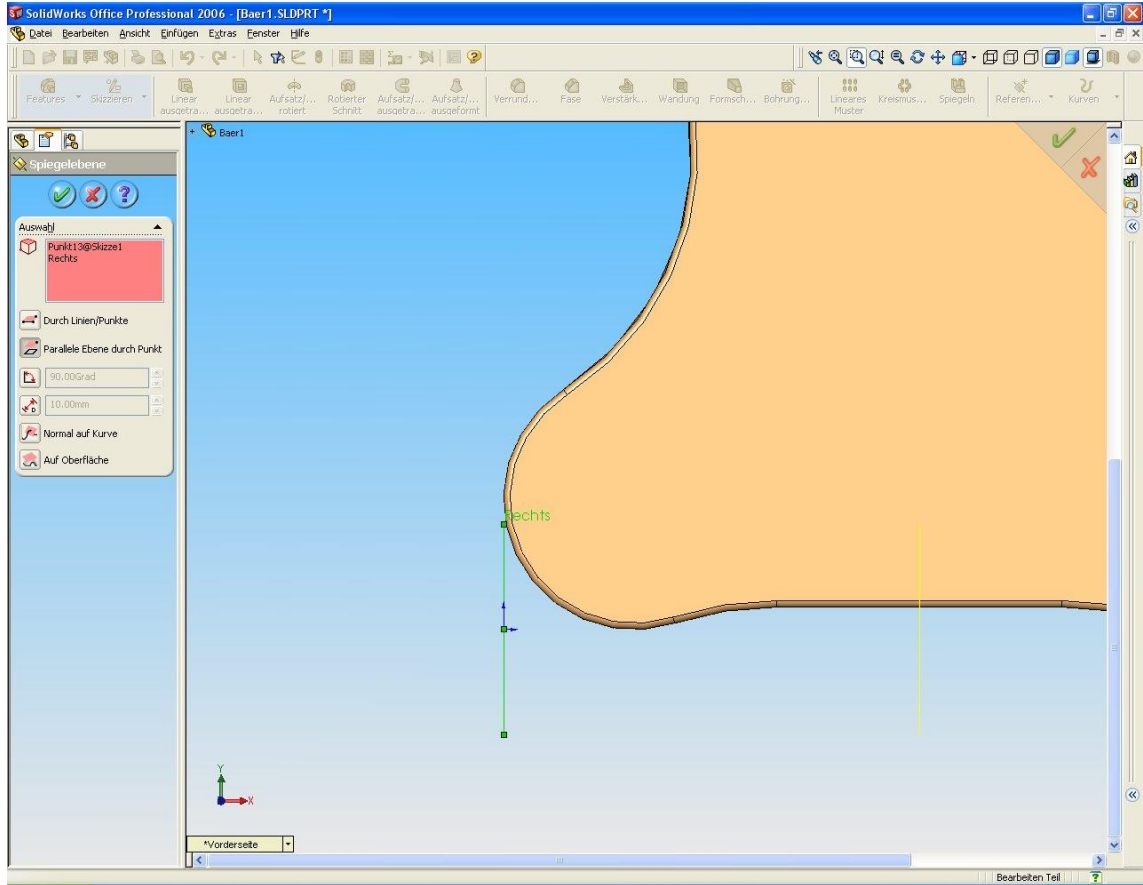 SolidWorks Office Professional 2006 - [Baer1.SLDPRT *]
Datei Bearbeiten Ansicht Einfügen Extras Fenster Hilfe
Features Skizzieren Linear ausgetra... Linear ausgetra... Aufsatz/... rotiert Rotierter Schnitt Aufsatz/... ausgetra... Aufsatz/... ausgeformt Verrund... Fase Verstärk... Wandung Formsch... Bohrung... Lineares Muster Kreismus... Spiegeln Referen... Kurven
Baer1
Spiegelebene
Auswahl
Punkt13@Skizze1
Rechts
Durch Linien/Punkte
Parallele Ebene durch Punkt
90.00Grad
10.00mm
D
Normal auf Kurve
Auf Oberfläche
Rechts
Y
X
*Vorderseite
Bearbeiten Teil